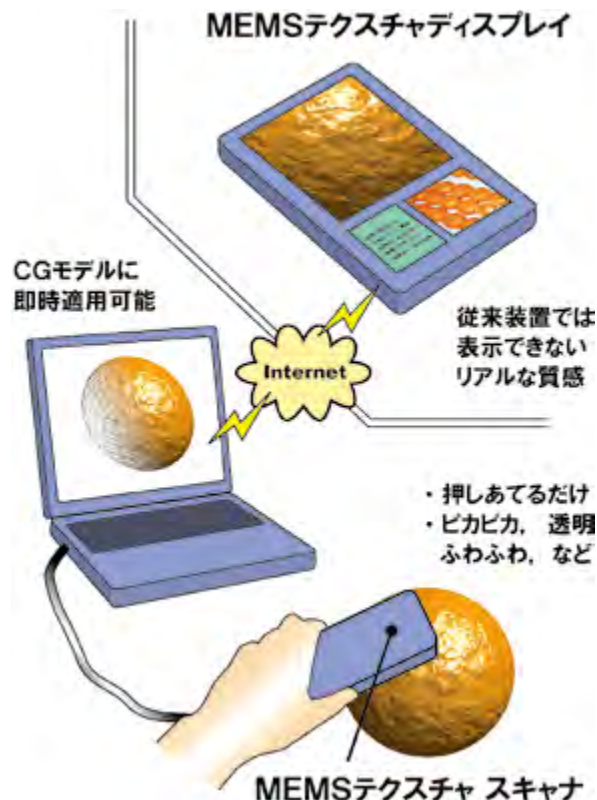 MEMSテクスチャディスプレイ
CGモデルに
即時適用可能
従来装置では
表示できない
リアルな質感
Internet
・押しあてるだけ
・ピカピカ， 透明
ふわふわ， など
MEMSテクスチャ スキャナ